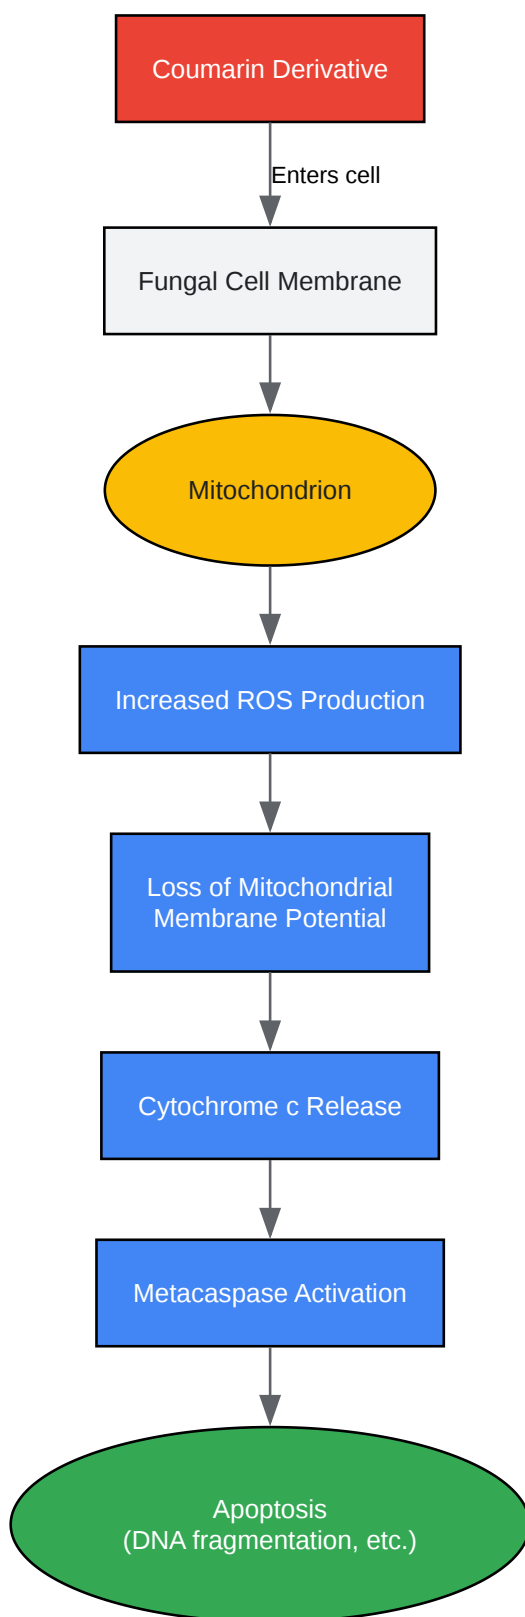 Coumarin Derivative
Enters cell
Fungal Cell Membrane
Mitochondrion
Increased ROS Production
Loss of Mitochondrial
Membrane Potential
Cytochrome c Release
Metacaspase Activation
Apoptosis
(DNA fragmentation, etc.)